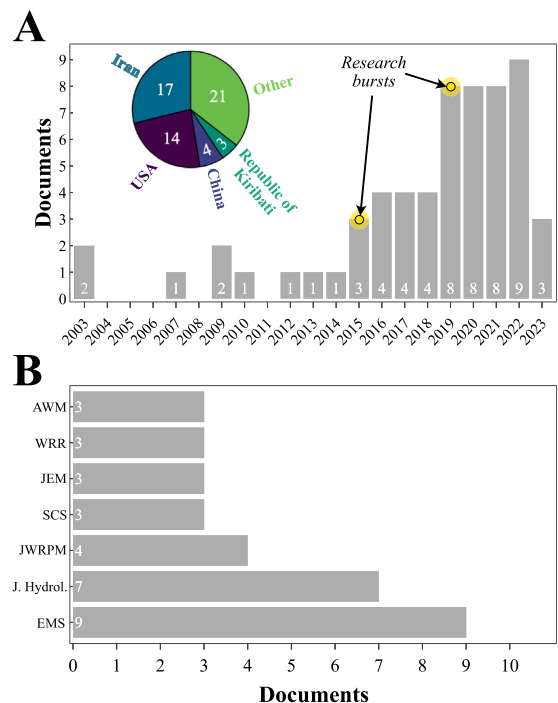 A
Documents
9
8
7
6
5
4
3
2
1
0
Iran
17
21
Other
14
4
3
USA
China
Republic of
Kiribati
Research
bursts
2
1
2
1
1
1
1
3
4
4
4
8
8
8
9
3
2003
2004
2005
2006
2007
2008
2009
2010
2011
2012
2013
2014
2015
2016
2017
2018
2019
2020
2021
2022
2023
B
AWM
3
WRR
3
JEM
3
SCS
3
JWRPM
4
J. Hydrol.
7
EMS
9
0 1 2 3 4 5 6 7 8 9 10
Documents